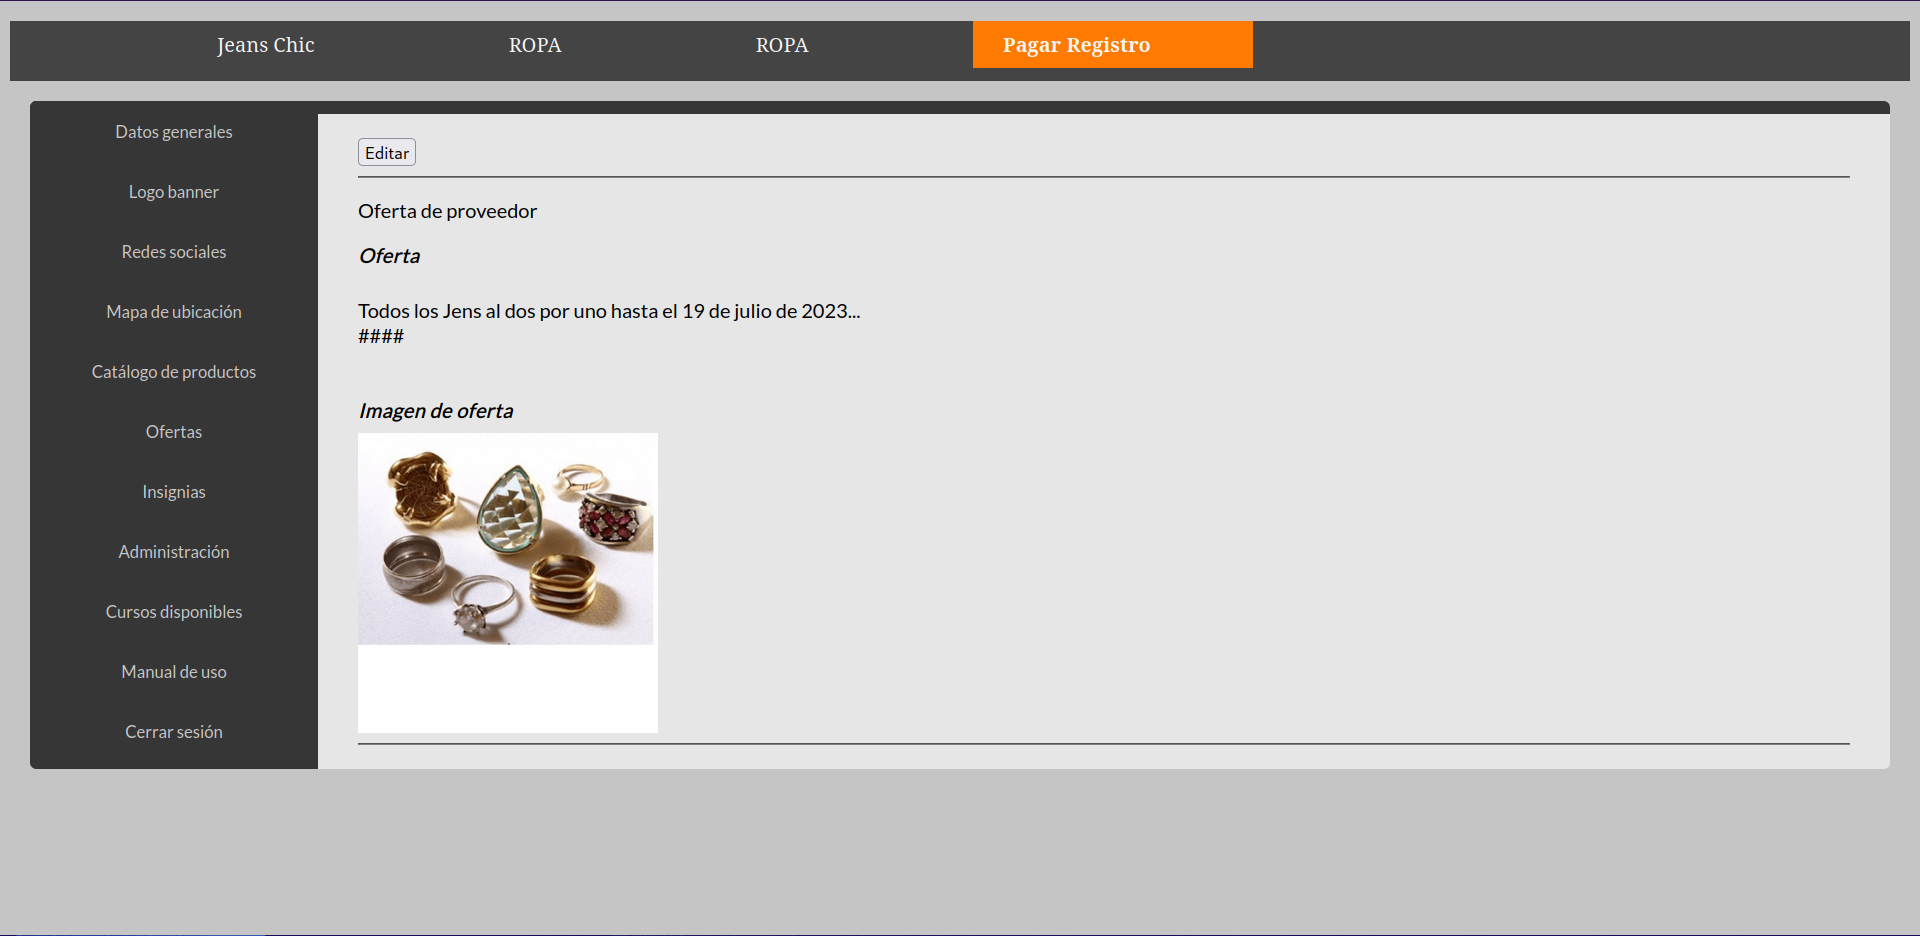 Jeans Chic
ROPA
ROPA
Pagar Registro
Datos generales
Logo banner
Redes sociales
Mapa de ubicación
Catálogo de productos
Ofertas
Insignias
Administración
Cursos disponibles
Manual de uso
Cerrar sesión
Editar
Oferta de proveedor
Oferta
Todos los Jens al dos por uno hasta el 19 de julio de 2023...
####
Imagen de oferta